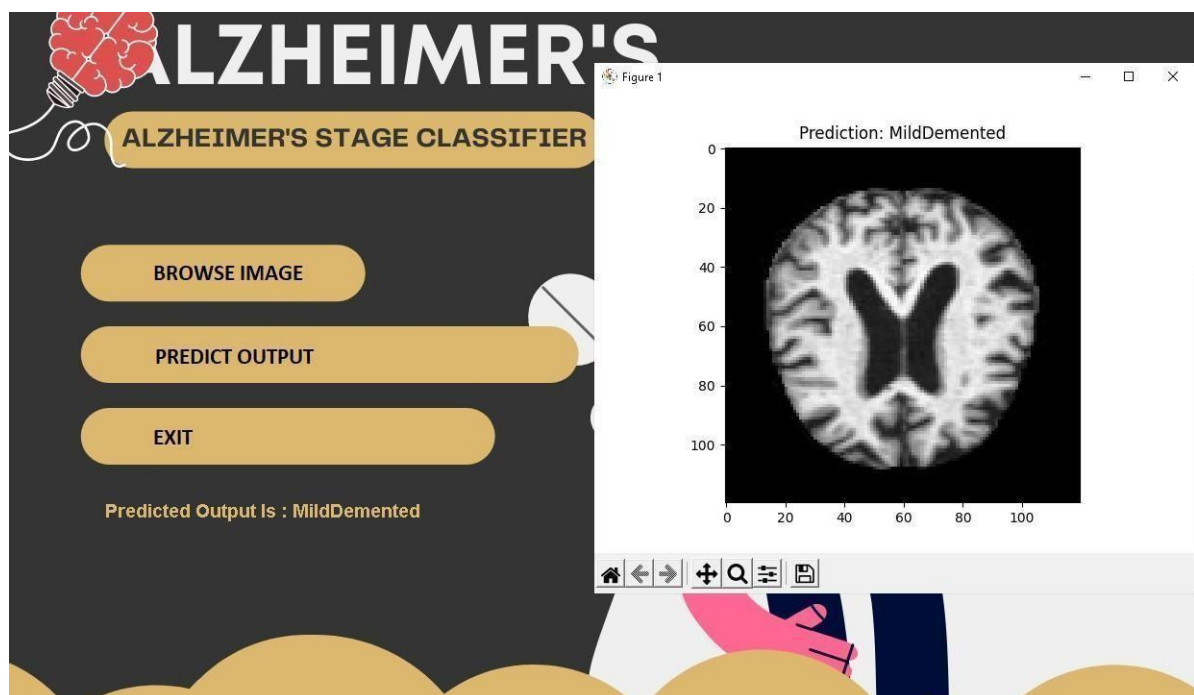 ALZHEIMER'S
ALZHEIMER'S STAGE CLASSIFIER
BROWSE IMAGE
PREDICT OUTPUT
EXIT
Predicted Output Is : MildDemented
Figure 1
Prediction: MildDemented
0
20
40
60
80
100
0 20 40 60 80 100